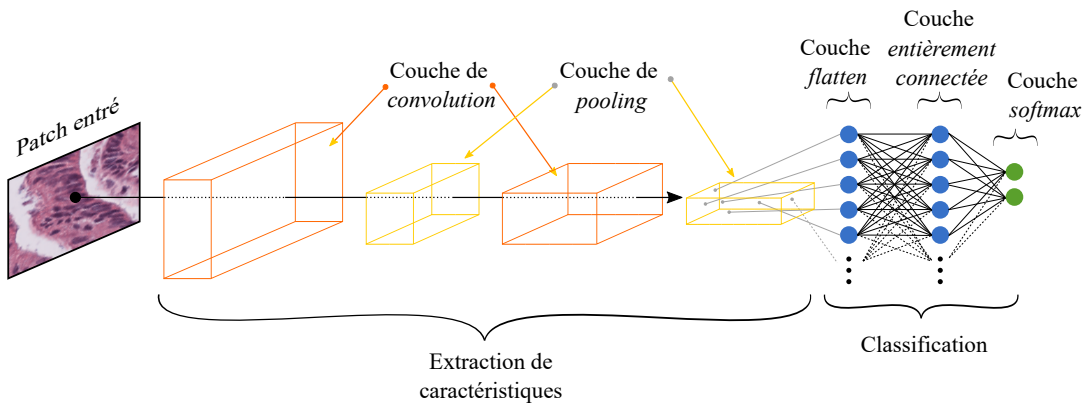 Patch entré
Couche de
convolution
Couche de
pooling
Couche
flatten
Couche
entièrement
connectée
Couche
softmax
Extraction de
caractéristiques
Classification